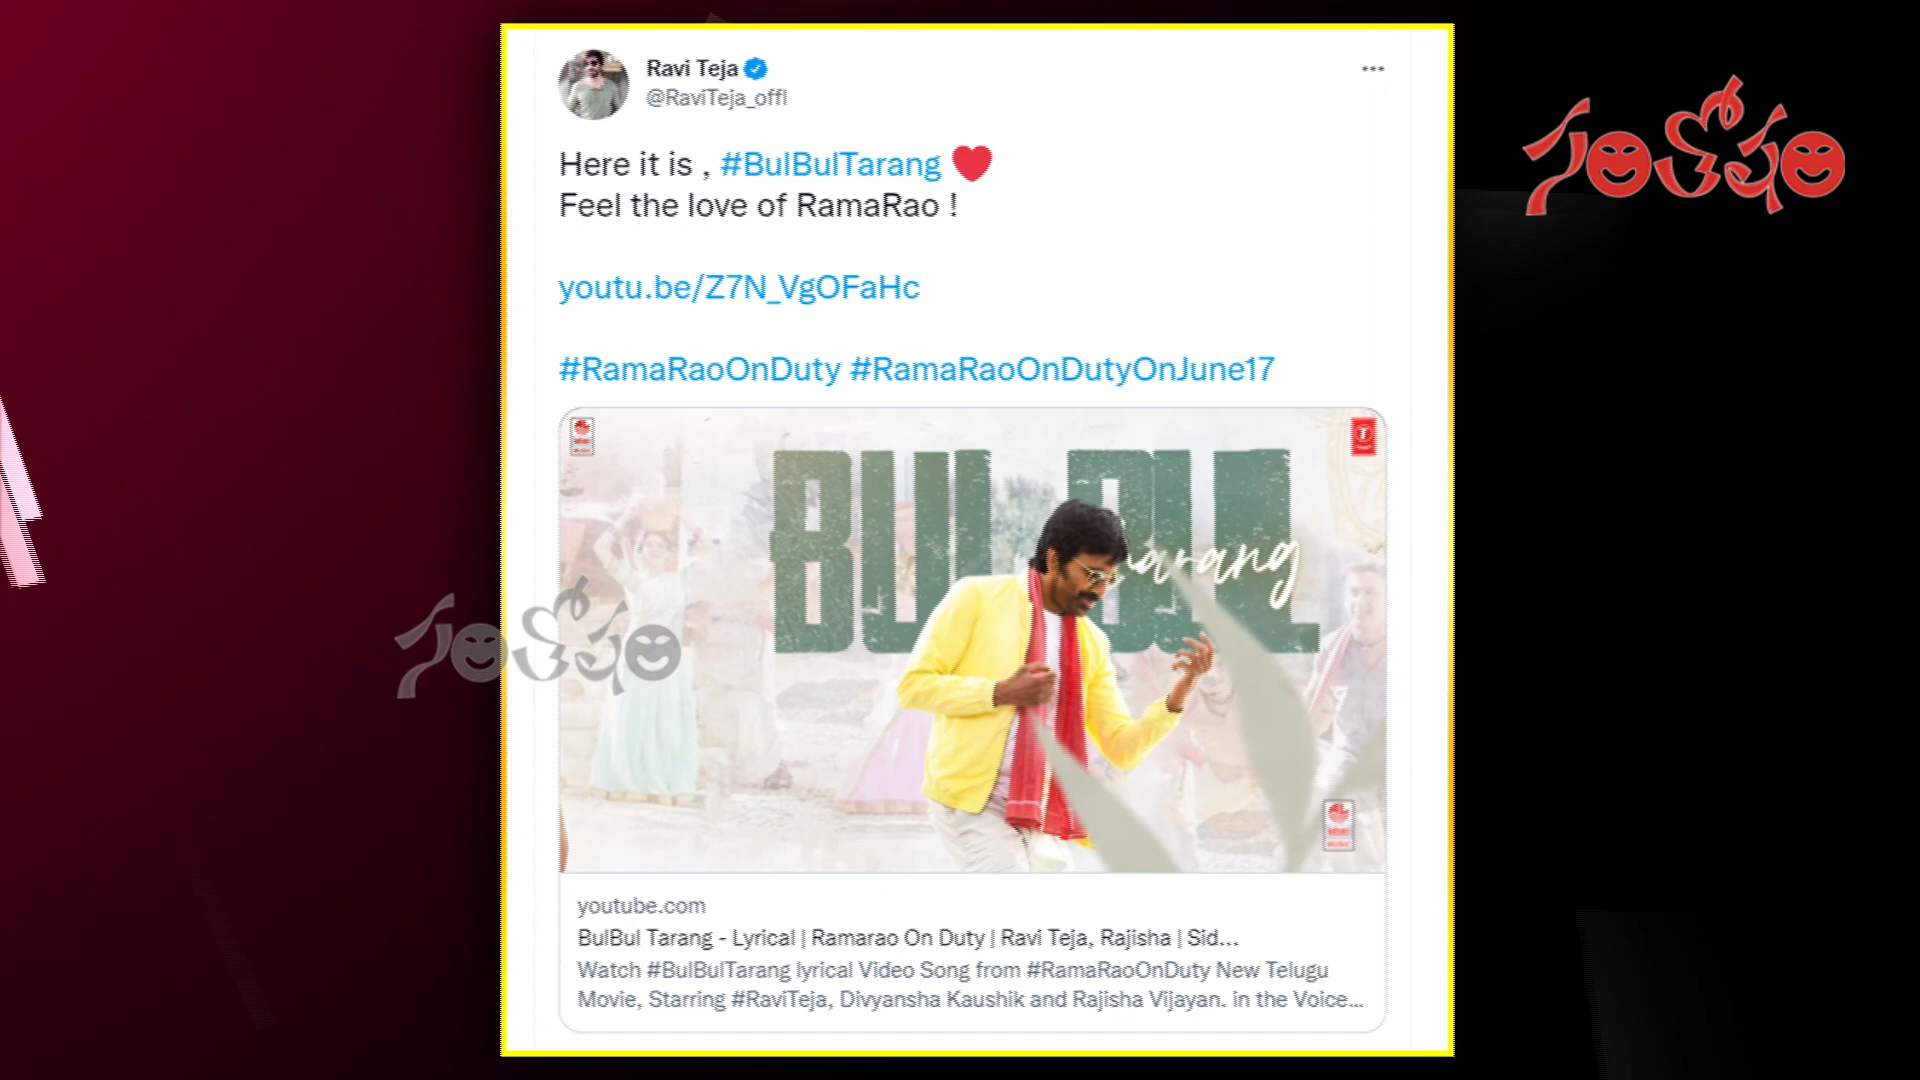 Ravi Teja
@RaviTeja_offl
సంతోషం
Here it is , #BulBulTarang ❤
Feel the love of RamaRao !
youtu.be/Z7N_VgOFaHc
#RamaRaoOnDuty #RamaRaoOnDutyOnJune17
BULBUL
సంతోషం
youtube.com
BulBul Tarang - Lyrical | Ramarao On Duty | Ravi Teja, Rajisha | Sid...
Watch #BulBulTarang lyrical Video Song from #RamaRaoOnDuty New Telugu
Movie, Starring #RaviTeja, Divyansha Kaushik and Rajisha Vijayan. in the Voice...